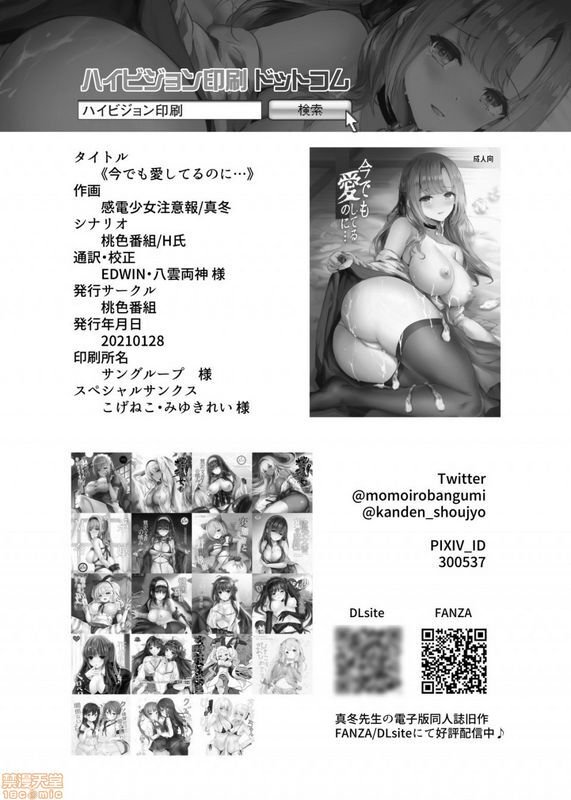 ハイビジョン印刷 ドットコム
ハイビジョン印刷
検索
タイトル
《今でも愛してるのに…》
作画
感電少女注意報/真冬
シナリオ
桃色番組/H氏
通訳・校正
EDWIN・八雲両神 様
発行サークル
桃色番組
発行年月日
20210128
印刷所名
サングループ　様
スペシャルサンクス
こげねこ・みゆきれい 様
成人向
今でも
愛してる
のに…
Twitter
@momoirobangumi
@kanden_shoujyo
PIXIV_ID
300537
DLsite
FANZA
真冬先生の電子版同人誌旧作
FANZA/DLsiteにて好評配信中♪
禁漫天堂
18comic